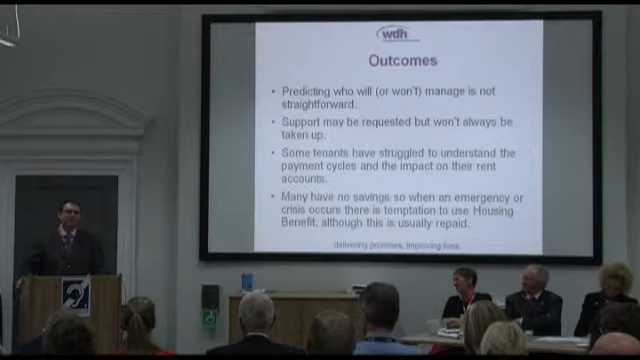 wdh
Outcomes
• Predicting who will (or won't) manage is not
straightforward.
• Support may be requested but won't always be
taken up.
• Some tenants have struggled to understand the
payment cycles and the impact on their rent
accounts.
• Many have no savings so when an emergency or
crisis occurs there is temptation to use Housing
Benefit, although this is usually repaid.
delivering promises, improving lives